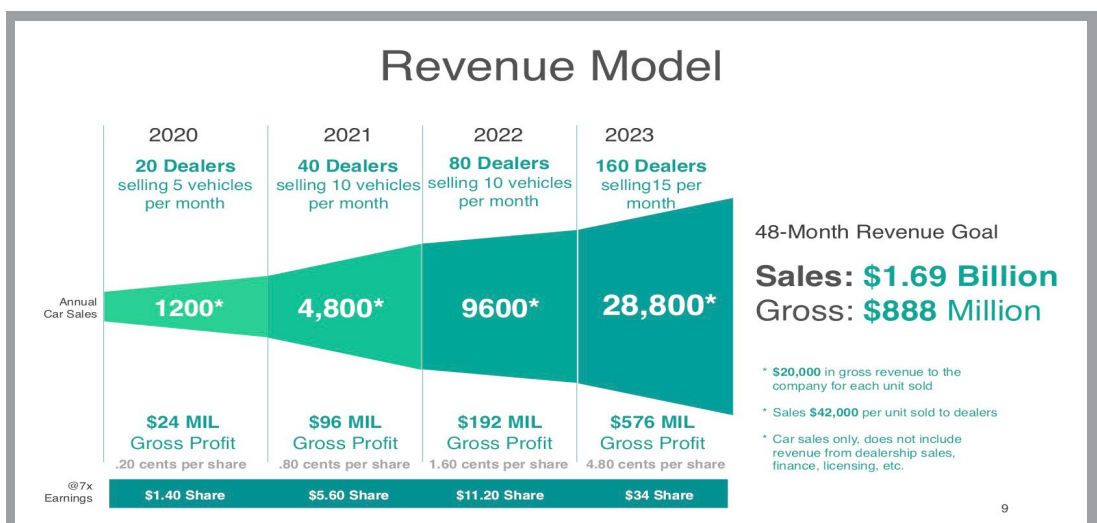 Revenue Model
2020
20 Dealers
selling 5 vehicles
per month
2021
40 Dealers
selling 10 vehicles
per month
2022
80 Dealers
selling 10 vehicles
per month
2023
160 Dealers
selling15 per
month
Annual
Car Sales
1200*
4,800*
9600*
28,800*
$24 MIL
Gross Profit
.20 cents per share
$96 MIL
Gross Profit
.80 cents per share
$192 MIL
Gross Profit
1.60 cents per share
$576 MIL
Gross Profit
4.80 cents per share
@7x
Earnings
$1.40 Share
$5.60 Share
$11.20 Share
$34 Share
48-Month Revenue Goal
Sales: $1.69 Billion
Gross: $888 Million
* $20,000 in gross revenue to the
company for each unit sold
* Sales $42,000 per unit sold to dealers
* Car sales only, does not include
revenue from dealership sales,
finance, licensing, etc.
9